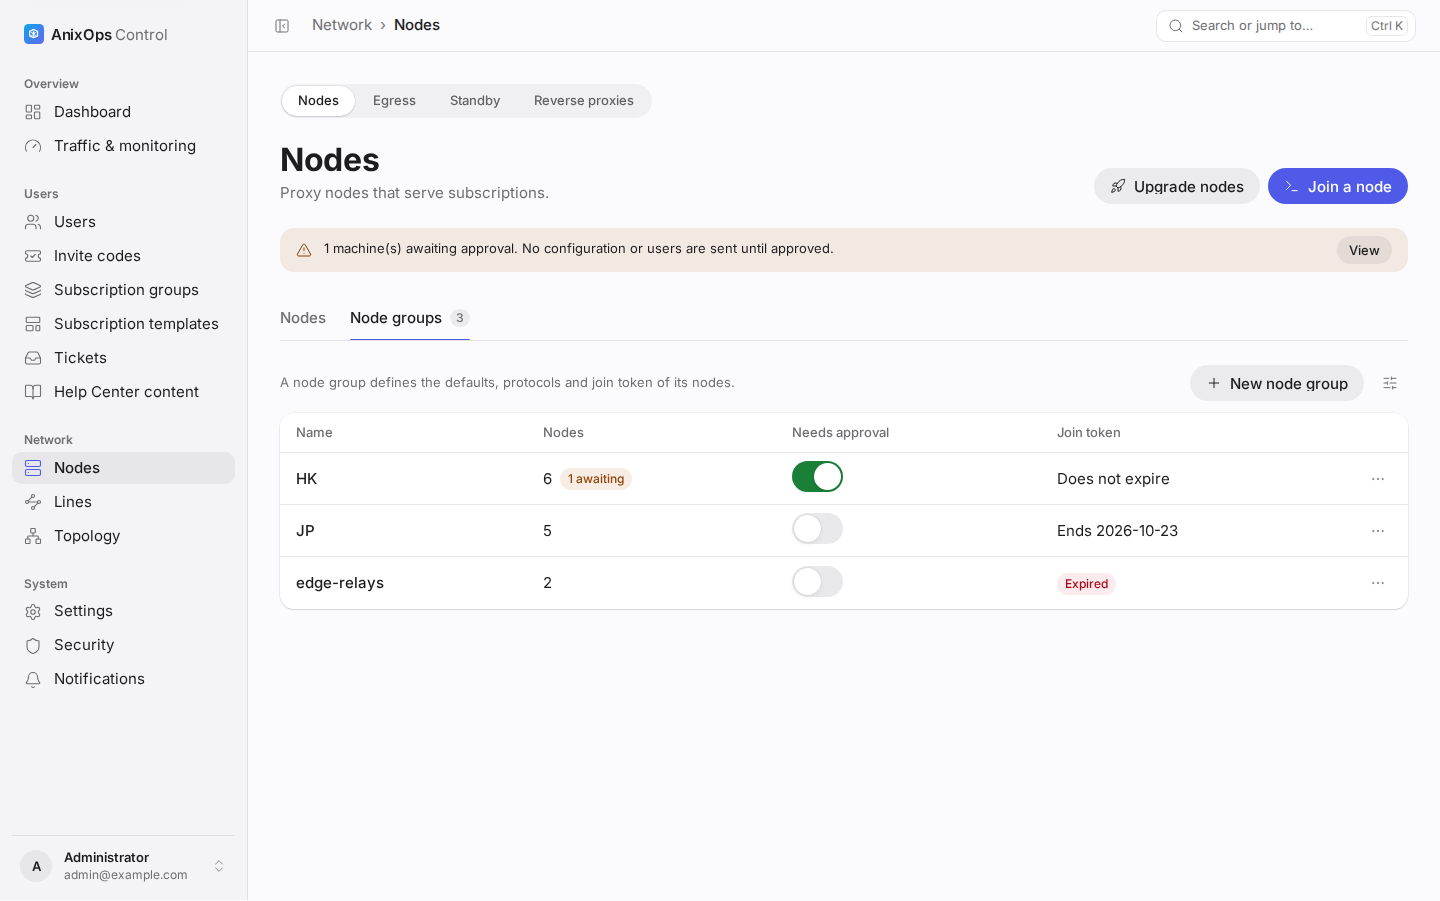 AnixOps Control
Network › Nodes
Search or jump to...
Ctrl K
Overview
Dashboard
Traffic & monitoring
Users
Users
Invite codes
Subscription groups
Subscription templates
Tickets
Help Center content
Network
Nodes
Lines
Topology
System
Settings
Security
Notifications
A
Administrator
admin@example.com
Nodes Egress Standby Reverse proxies
Nodes
Proxy nodes that serve subscriptions.
Upgrade nodes
Join a node
1 machine(s) awaiting approval. No configuration or users are sent until approved.
View
Nodes
Node groups 3
A node group defines the defaults, protocols and join token of its nodes.
New node group
Name Nodes Needs approval Join token
HK 6 1 awaiting Does not expire
JP 5 Ends 2026-10-23
edge-relays 2 Expired